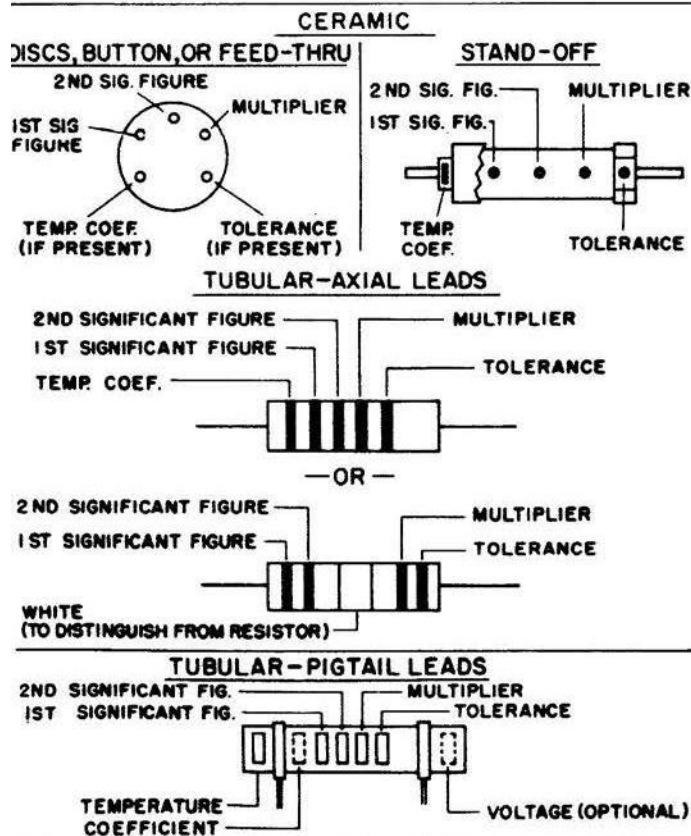 CERAMIC
DISCS, BUTTON, OR FEED-THRU
2ND SIG. FIGURE
MULTIPLIER
1ST SIG
FIGURE
TEMP. COEF.
(IF PRESENT)
TOLERANCE
(IF PRESENT)
STAND-OFF
2ND SIG. FIG.
MULTIPLIER
1ST SIG. FIG.
TEMP.
COEF.
TOLERANCE
TUBULAR-AXIAL LEADS
2ND SIGNIFICANT FIGURE
MULTIPLIER
1ST SIGNIFICANT FIGURE
TOLERANCE
TEMP. COEF.
—OR—
2ND SIGNIFICANT FIGURE
MULTIPLIER
1ST SIGNIFICANT FIGURE
TOLERANCE
WHITE
(TO DISTINGUISH FROM RESISTOR)
TUBULAR-PIGTAIL LEADS
2ND SIGNIFICANT FIG.
MULTIPLIER
1ST SIGNIFICANT FIG.
TOLERANCE
TEMPERATURE
COEFFICIENT
VOLTAGE (OPTIONAL)